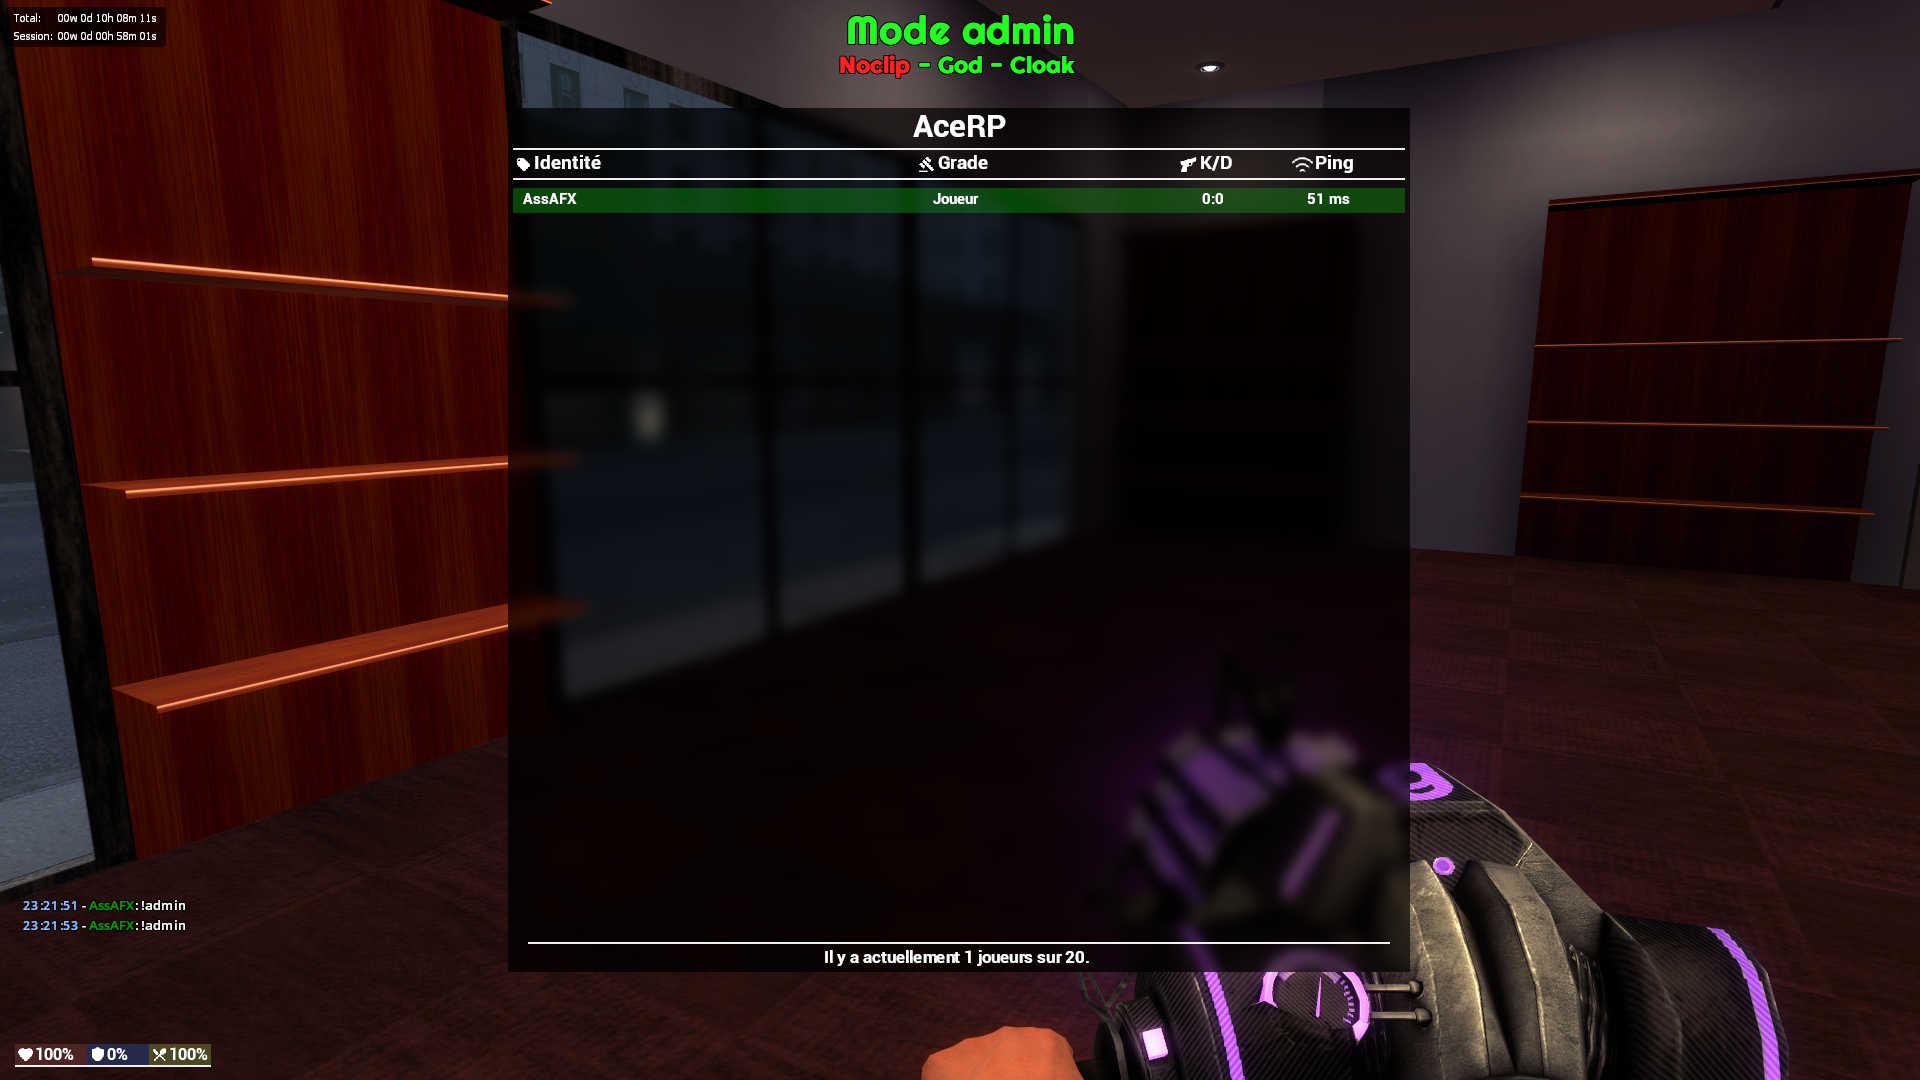 Total: 00w 0d 10h 08m 11s
Session: 00w 0d 00h 58m 01s
Mode admin
Noclip - God - Cloak
AceRP
Identité Grade K/D Ping
AssAFX Joueur 0:0 51 ms
23:21:51 - AssAFX: !admin
23:21:53 - AssAFX: !admin
Il y a actuellement 1 joueurs sur 20.
100% 0% 100%